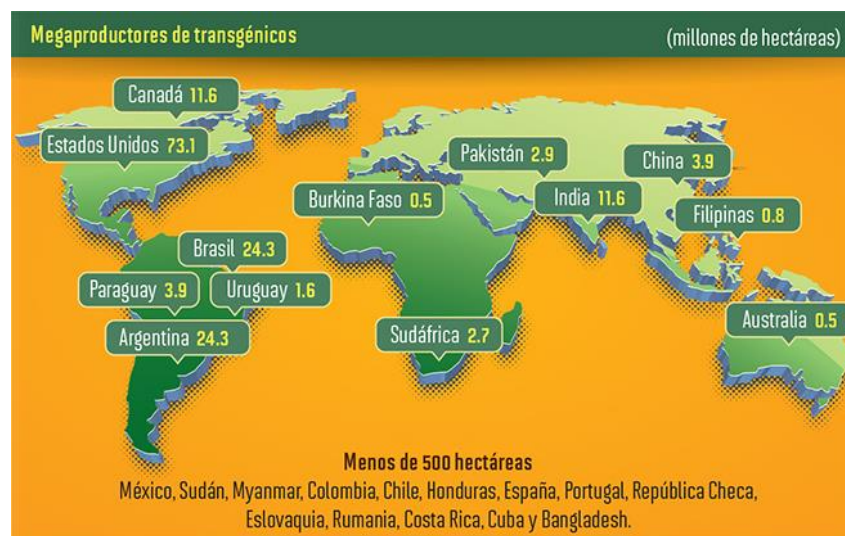 Megaproductores de transgénicos
(millones de hectáreas)
Canadá 11.6
Estados Unidos 73.1
Pakistán 2.9
China 3.9
Burkina Faso 0.5
India 11.6
Filipinas 0.8
Brasil 24.3
Paraguay 3.9
Uruguay 1.6
Argentina 24.3
Sudáfrica 2.7
Australia 0.5
Menos de 500 hectáreas
México, Sudán, Myanmar, Colombia, Chile, Honduras, España, Portugal, República Checa,
Eslovaquia, Rumania, Costa Rica, Cuba y Bangladesh.